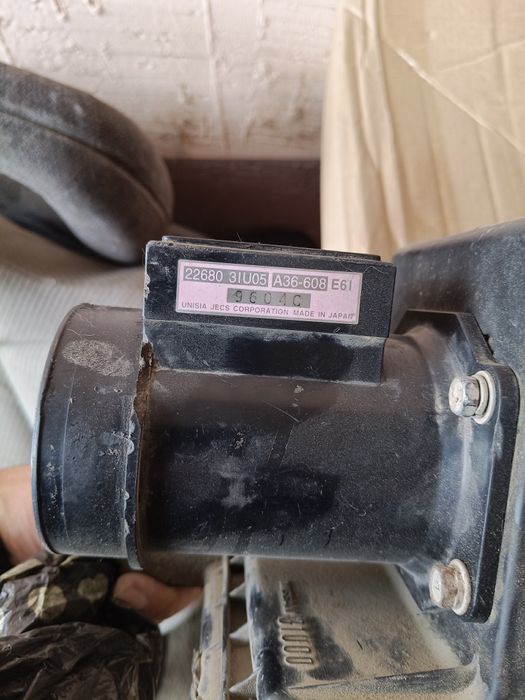 22680 31U05 A36-608 E61
9604C
UNISIA JECS CORPORATION MADE IN JAPAN